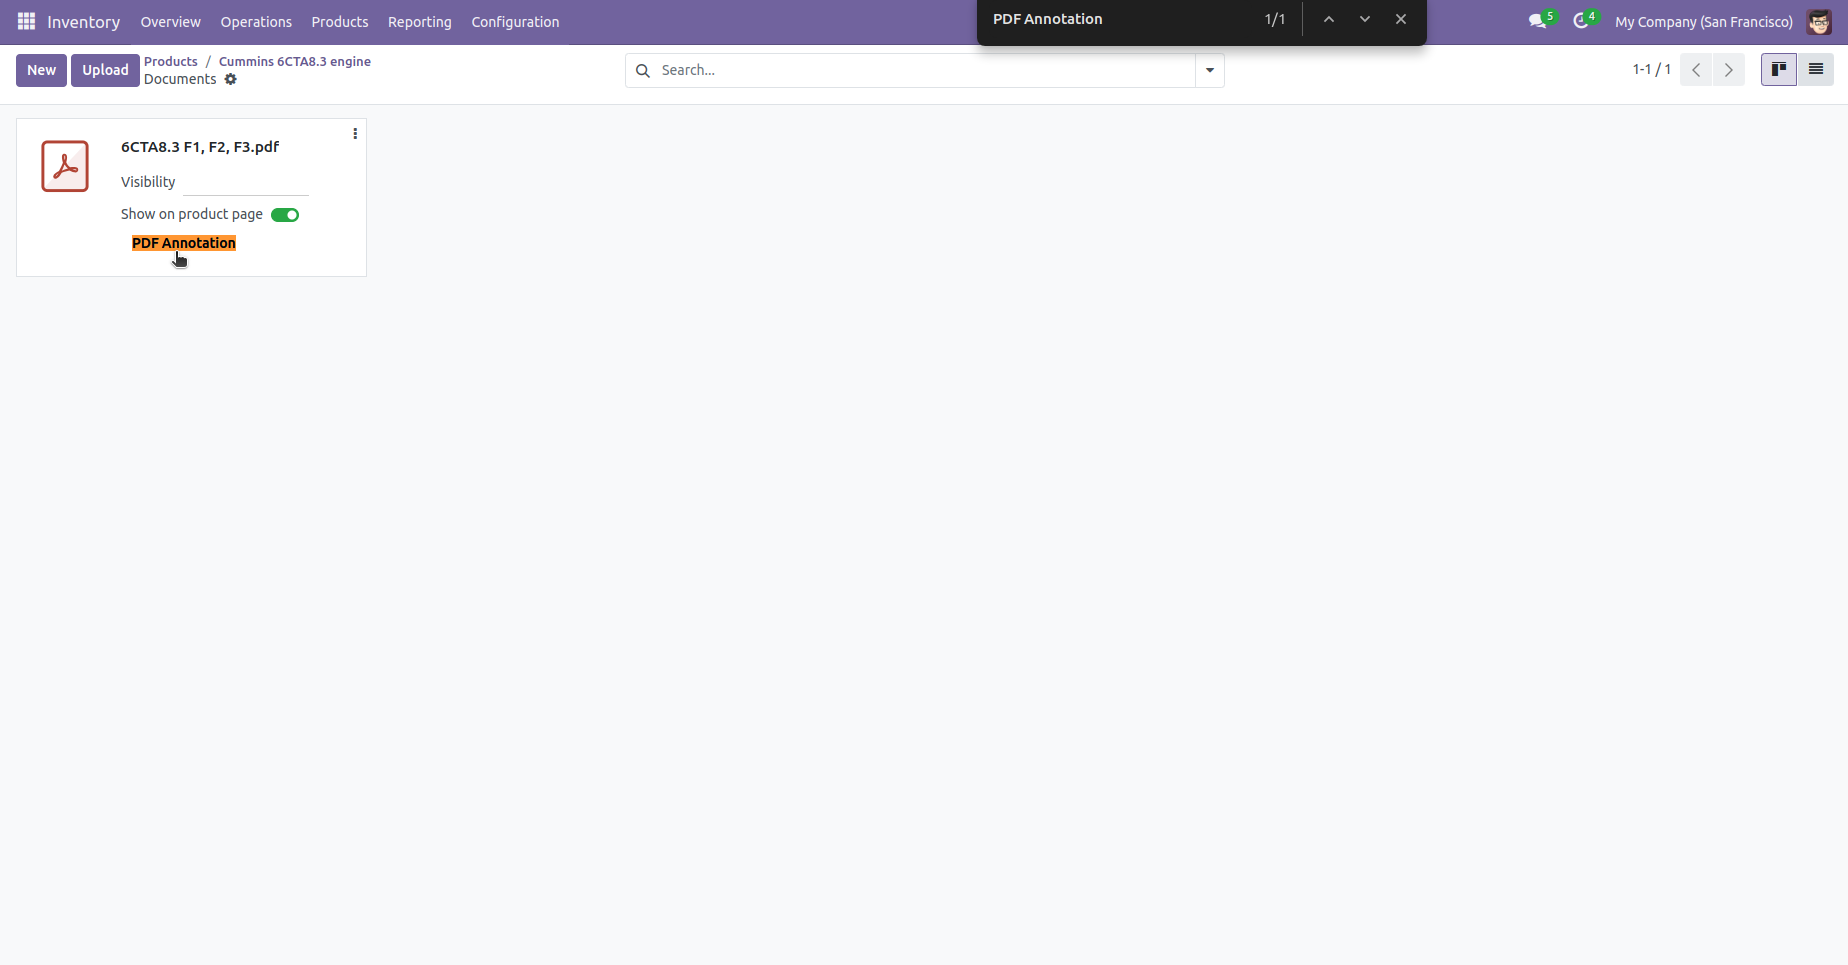 Inventory Overview Operations Products Reporting Configuration
PDF Annotation 1/1
5 4 My Company (San Francisco)
New Upload
Products / Cummins 6CTA8.3 engine
Documents
Search...
1-1 / 1
6CTA8.3 F1, F2, F3.pdf
Visibility
Show on product page
PDF Annotation